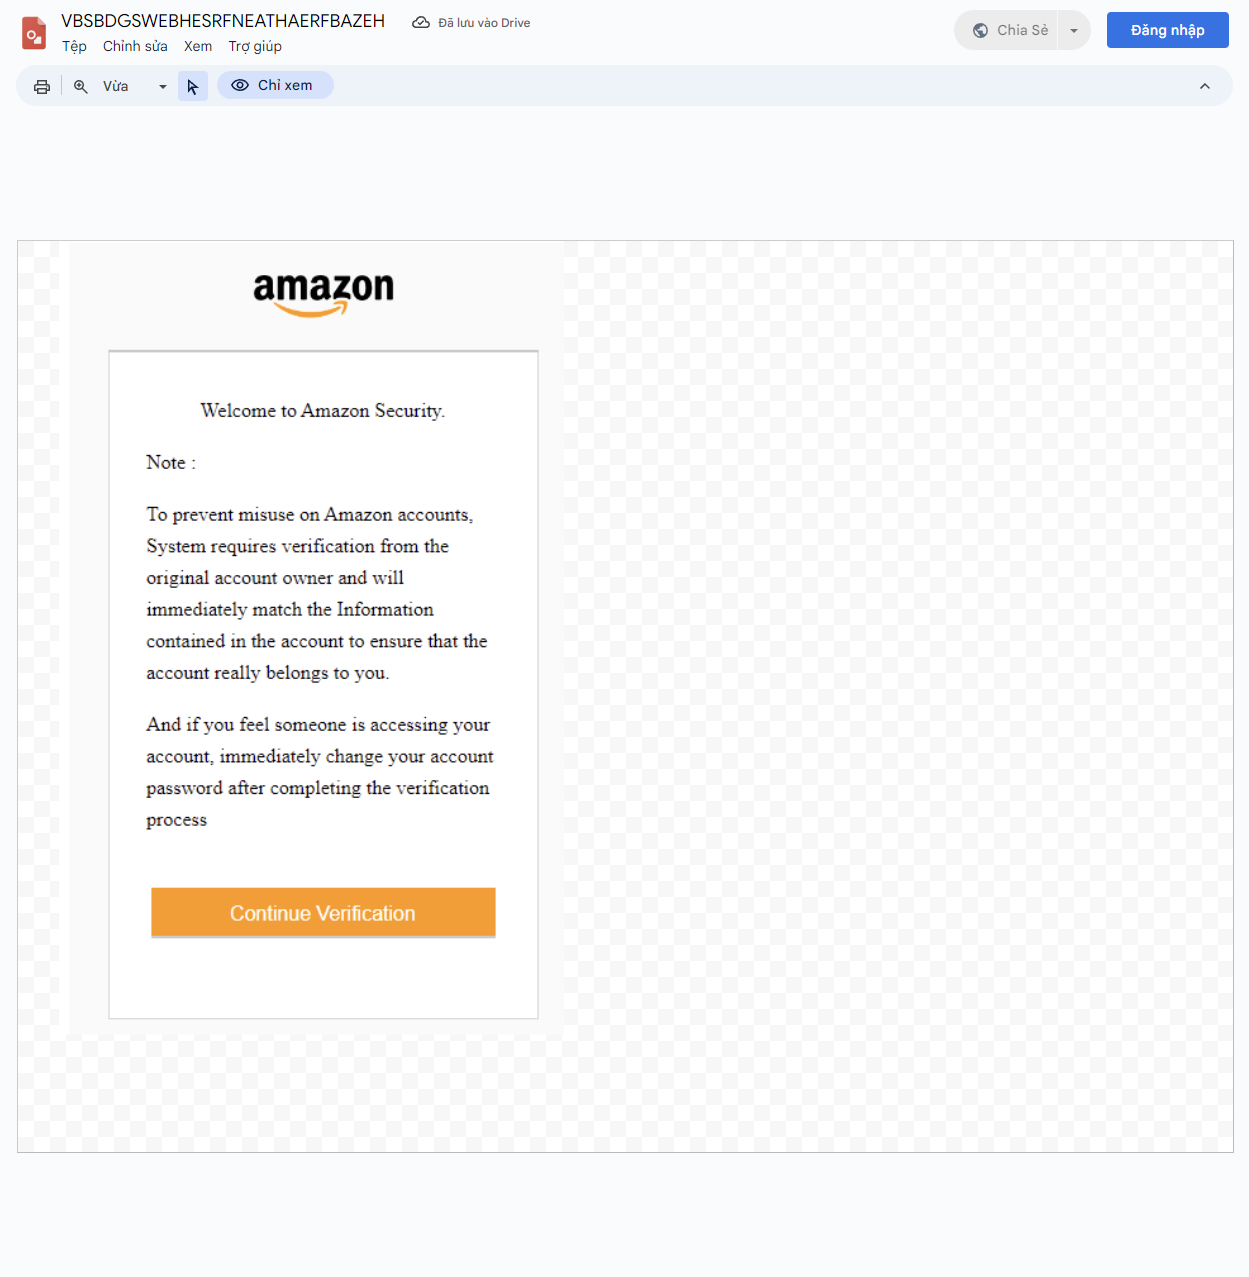 VBSBDGSWEBHESRFNEATHAERFBAZEH Đã lưu vào Drive
Tệp Chỉnh sửa Xem Trợ giúp
Chia Sẻ
Đăng nhập
Vừa
Chỉ xem
amazon
Welcome to Amazon Security.
Note :
To prevent misuse on Amazon accounts,
System requires verification from the
original account owner and will
immediately match the Information
contained in the account to ensure that the
account really belongs to you.
And if you feel someone is accessing your
account, immediately change your account
password after completing the verification
process
Continue Verification